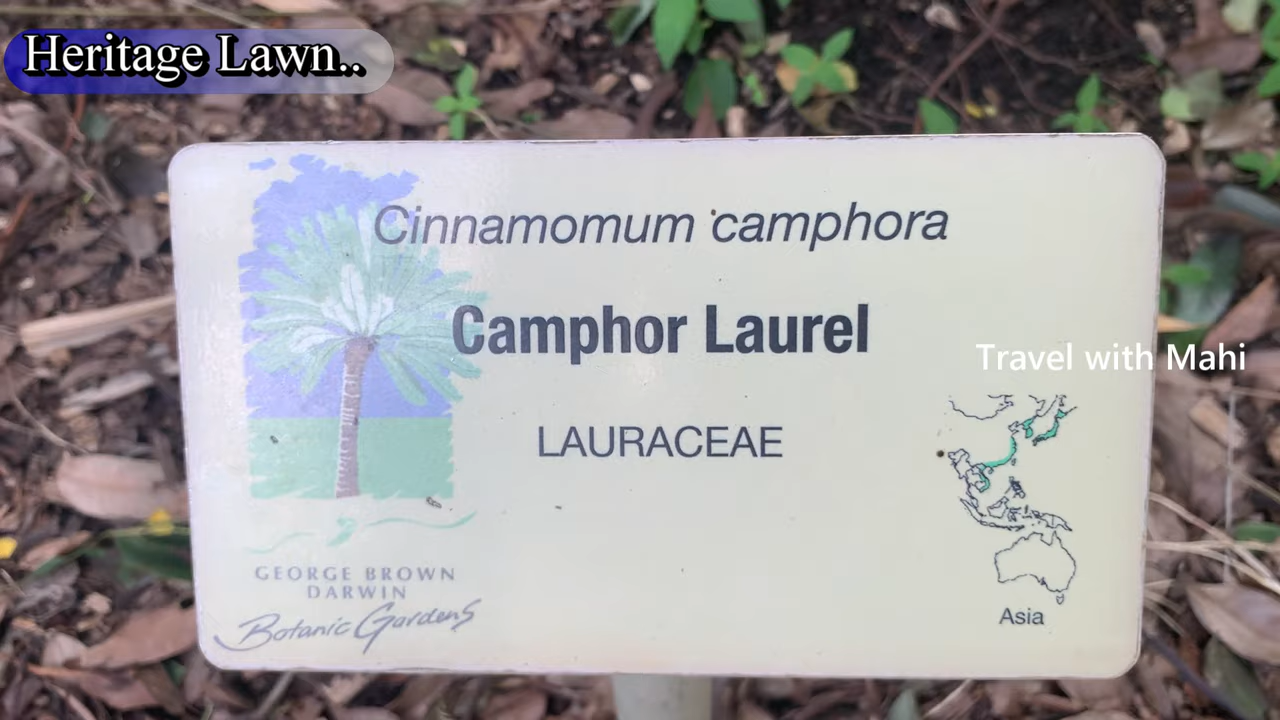 Heritage Lawn..
Cinnamomum camphora
Camphor Laurel
Travel with Mahi
LAURACEAE
GEORGE BROWN
DARWIN
Botanic Gardens
Asia